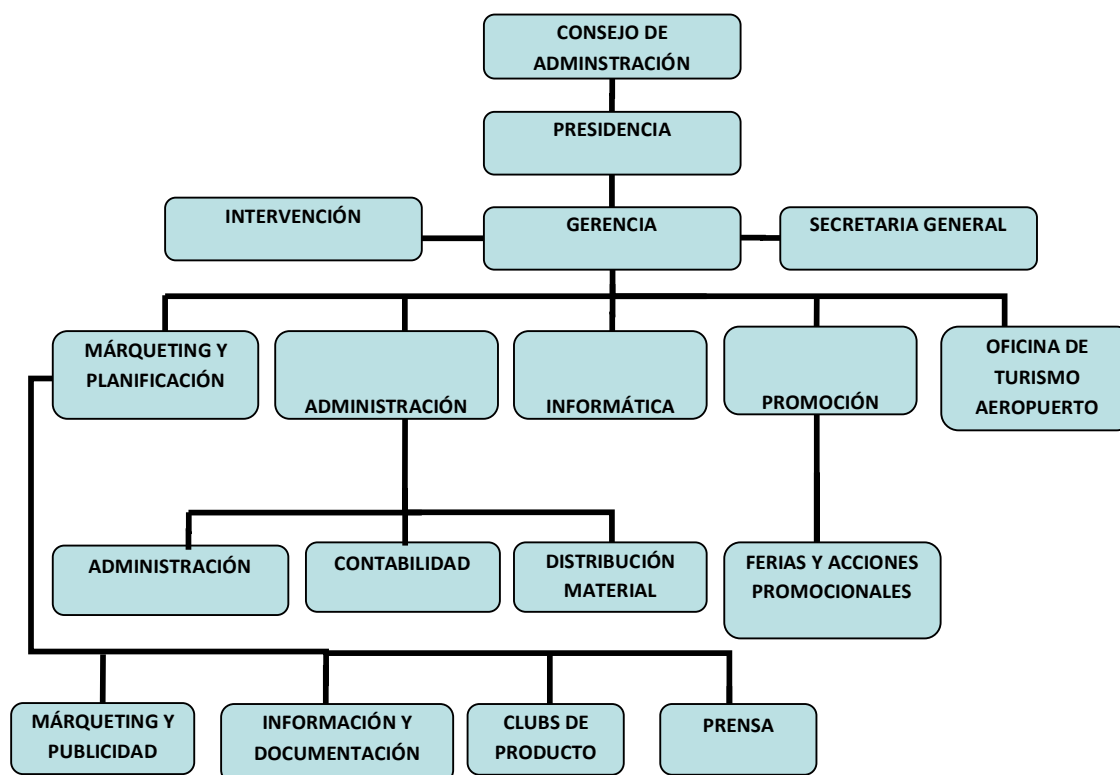 CONSEJO DE
ADMINSTRACIÓN
PRESIDENCIA
INTERVENCIÓN
GERENCIA
SECRETARIA GENERAL
MÁRQUETING Y
PLANIFICACIÓN
ADMINISTRACIÓN
INFORMÁTICA
PROMOCIÓN
OFICINA DE
TURISMO
AEROPUERTO
ADMINISTRACIÓN
CONTABILIDAD
DISTRIBUCIÓN
MATERIAL
FERIAS Y ACCIONES
PROMOCIONALES
MÁRQUETING Y
PUBLICIDAD
INFORMACIÓN Y
DOCUMENTACIÓN
CLUBS DE
PRODUCTO
PRENSA